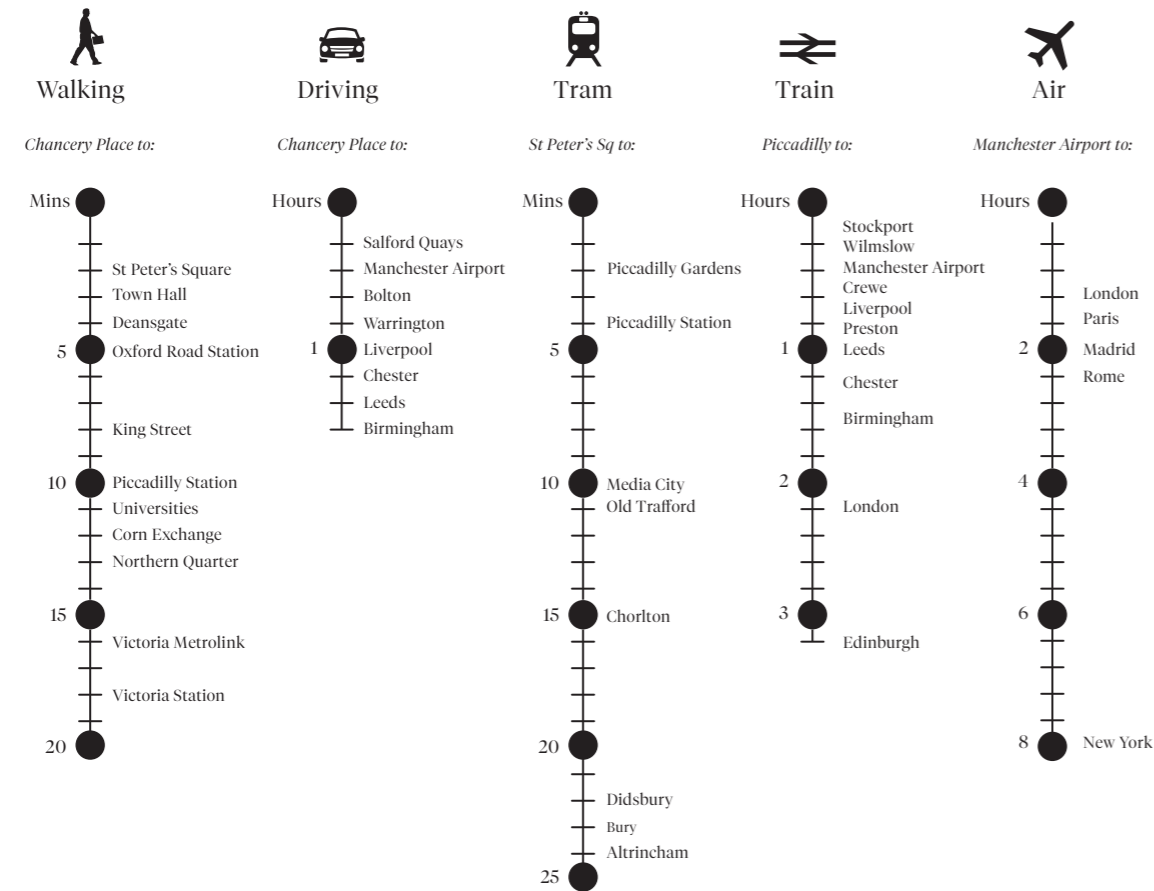 Walking
Chancery Place to:
Mins
St Peter's Square
Town Hall
Deansgate
5 Oxford Road Station
King Street
10 Piccadilly Station
Universities
Corn Exchange
Northern Quarter
15
Victoria Metrolink
Victoria Station
20
Driving
Chancery Place to:
Hours
Salford Quays
Manchester Airport
Bolton
Warrington
1 Liverpool
Chester
Leeds
Birmingham
Tram
St Peter's Sq to:
Mins
Piccadilly Gardens
Piccadilly Station
5
10 Media City
Old Trafford
15 Chorlton
20
Didsbury
Bury
Altrincham
25
Train
Piccadilly to:
Hours
Stockport
Wilmslow
Manchester Airport
Crewe
Liverpool
Preston
1 Leeds
Chester
Birmingham
2
London
3
Edinburgh
Air
Manchester Airport to:
Hours
London
Paris
2 Madrid
Rome
4
6
8 New York